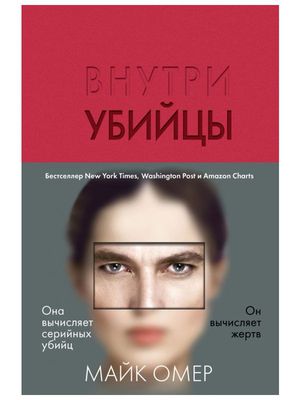 ВНУТРИ
УБИЙЦЫ
Бестселлер New York Times, Washington Post и Amazon Charts
Она
вычисляет
серийных
убийц
Он
вычисляет
жертв
МАЙК ОМЕР